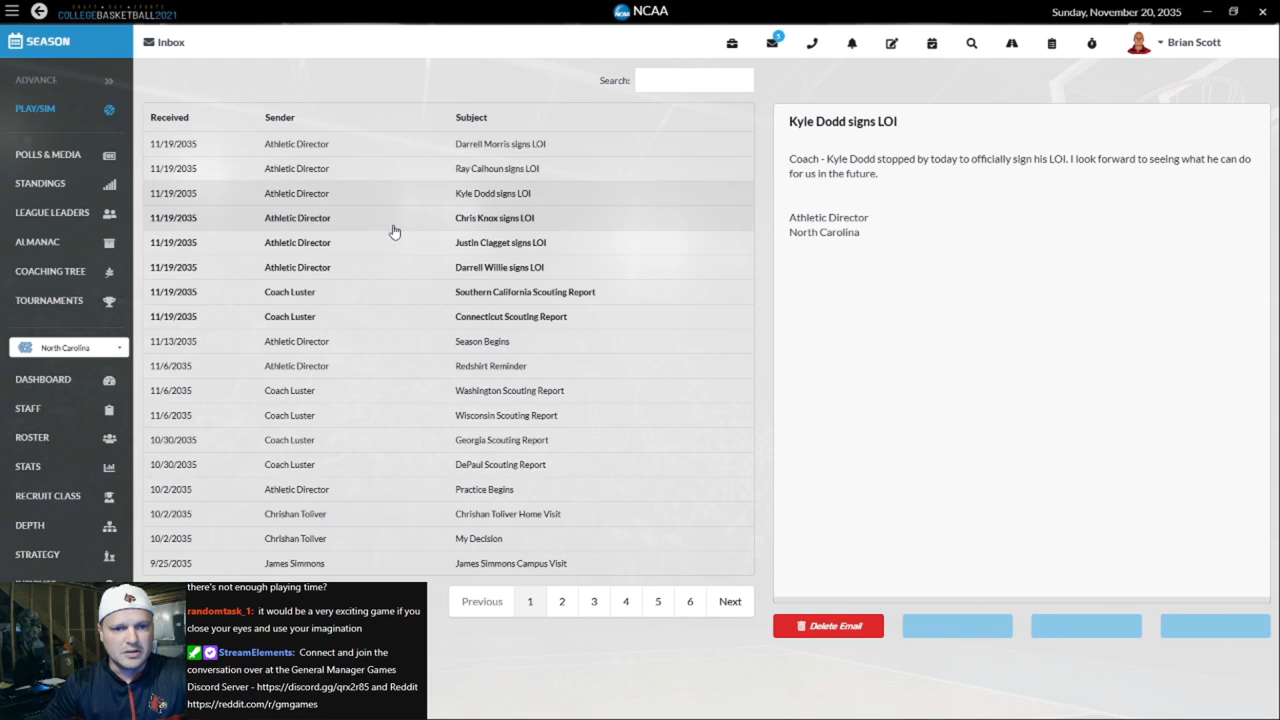 DRAFT DAY SPORTS
COLLEGEBASKETBALL2021
NCAA
Sunday, November 20, 2035
SEASON
Inbox
5
Brian Scott
ADVANCE
PLAY/SIM
POLLS & MEDIA
STANDINGS
LEAGUE LEADERS
ALMANAC
COACHING TREE
TOURNAMENTS
North Carolina
DASHBOARD
STAFF
ROSTER
STATS
RECRUIT CLASS
DEPTH
STRATEGY
Search:
Received Sender Subject
11/19/2035 Athletic Director Darrell Morris signs LOI
11/19/2035 Athletic Director Ray Calhoun signs LOI
11/19/2035 Athletic Director Kyle Dodd signs LOI
11/19/2035 Athletic Director Chris Knox signs LOI
11/19/2035 Athletic Director Justin Clagget signs LOI
11/19/2035 Athletic Director Darrell Willie signs LOI
11/19/2035 Coach Luster Southern California Scouting Report
11/19/2035 Coach Luster Connecticut Scouting Report
11/13/2035 Athletic Director Season Begins
11/6/2035 Athletic Director Redshirt Reminder
11/6/2035 Coach Luster Washington Scouting Report
11/6/2035 Coach Luster Wisconsin Scouting Report
10/30/2035 Coach Luster Georgia Scouting Report
10/30/2035 Coach Luster DePaul Scouting Report
10/2/2035 Athletic Director Practice Begins
10/2/2035 Chrishan Toliver Chrishan Toliver Home Visit
10/2/2035 Chrishan Toliver My Decision
9/25/2035 James Simmons James Simmons Campus Visit
Previous 1 2 3 4 5 6 Next
Kyle Dodd signs LOI
Coach - Kyle Dodd stopped by today to officially sign his LOI. I look forward to seeing what he can do
for us in the future.
Athletic Director
North Carolina
Delete Email
there's not enough playing time?
randomtask_1: it would be a very exciting game if you
close your eyes and use your imagination
StreamElements: Connect and join the
conversation over at the General Manager Games
Discord Server - https://discord.gg/qrx2r85 and Reddit
https://reddit.com/r/gmgames